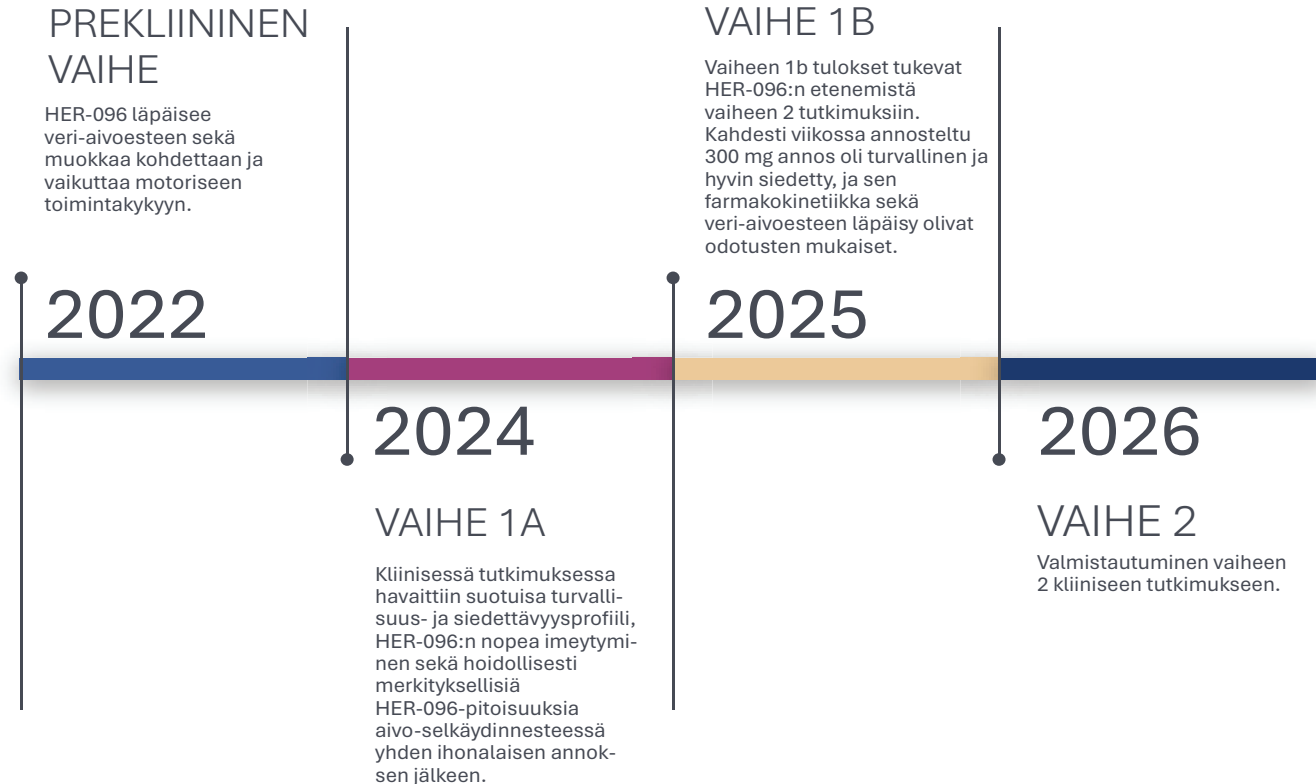 PREKLIININEN
VAIHE
HER-096 läpäisee
veri-aivoesteen sekä
muokkaa kohdettaan ja
vaikuttaa motoriseen
toimintakykyyn.
2022
2024
VAIHE 1A
Kliinisessä tutkimuksessa
havaittiin suotuisa turvalli-
suus- ja siedettävyysprofiili,
HER-096:n nopea imeytymi-
nen sekä hoidollisesti
merkityksellisiä
HER-096-pitoisuuksia
aivo-selkäydinnesteessä
yhden ihonalaisen annok-
sen jälkeen.
VAIHE 1B
Vaiheen 1b tulokset tukevat
HER-096:n etenemistä
vaiheen 2 tutkimuksiin.
Kahdesti viikossa annosteltu
300 mg annos oli turvallinen ja
hyvin siedetty, ja sen
farmakokinetiikka sekä
veri-aivoesteen läpäisy olivat
odotusten mukaiset.
2025
2026
VAIHE 2
Valmistautuminen vaiheen
2 kliiniseen tutkimukseen.